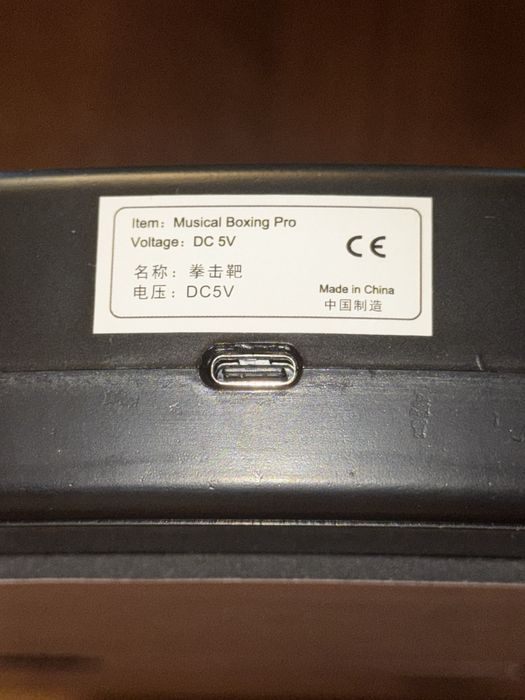 Item: Musical Boxing Pro
Voltage: DC 5V
CE
名称：拳击靶
电压：DC5V
Made in China
中国制造